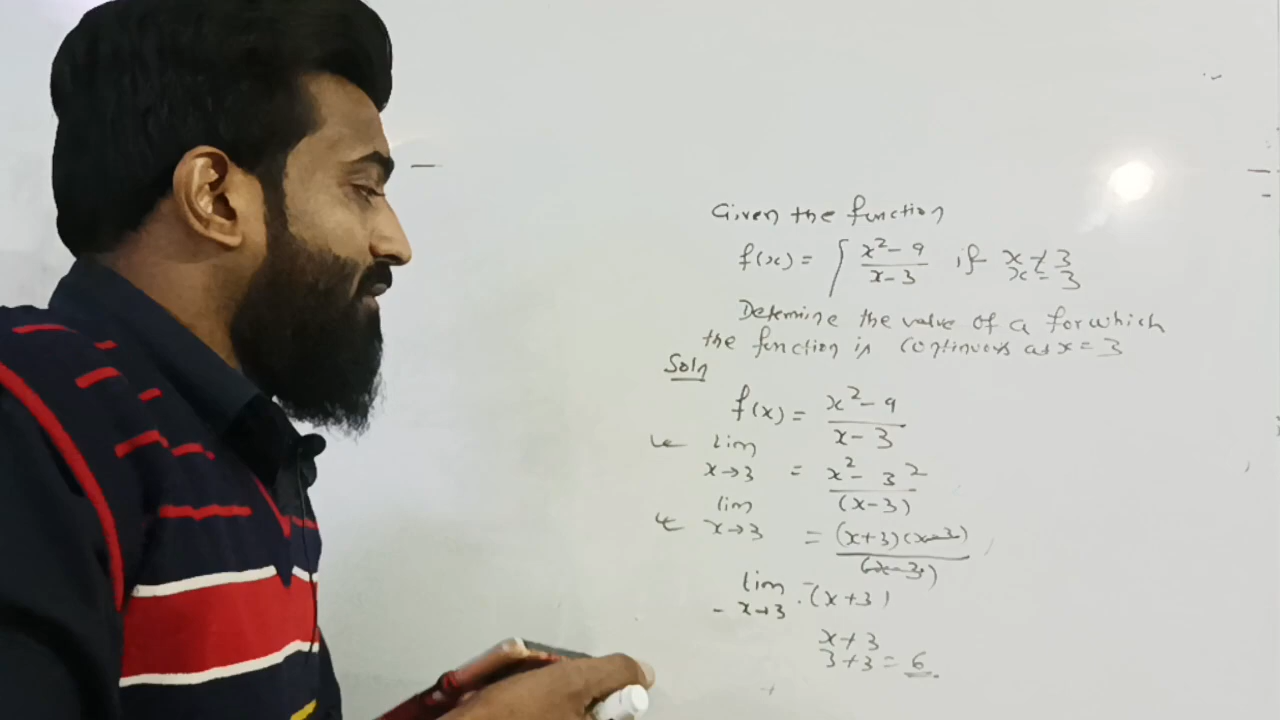 Given the function
f(x) = { x² - 9 / x - 3 if x ≠ 3
x = 3
Determine the value of a for which
the function is continuous at x = 3
Soln
f(x) = x² - 9 / x - 3
lim x→3 = x² - 3² / (x-3)
lim x→3 = (x+3)(x-3) / (x-3)
lim x→3 (x+3)
x+3
3+3 = 6.